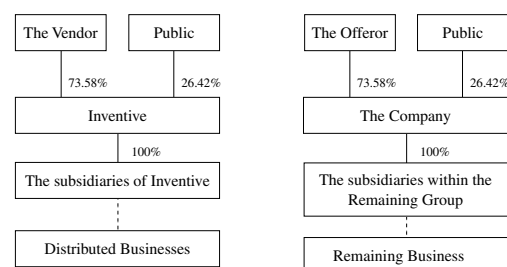 The Vendor
Public
73.58%
26.42%
Inventive
100%
The subsidiaries of Inventive
Distributed Businesses
The Offeror
Public
73.58%
26.42%
The Company
100%
The subsidiaries within the
Remaining Group
Remaining Business